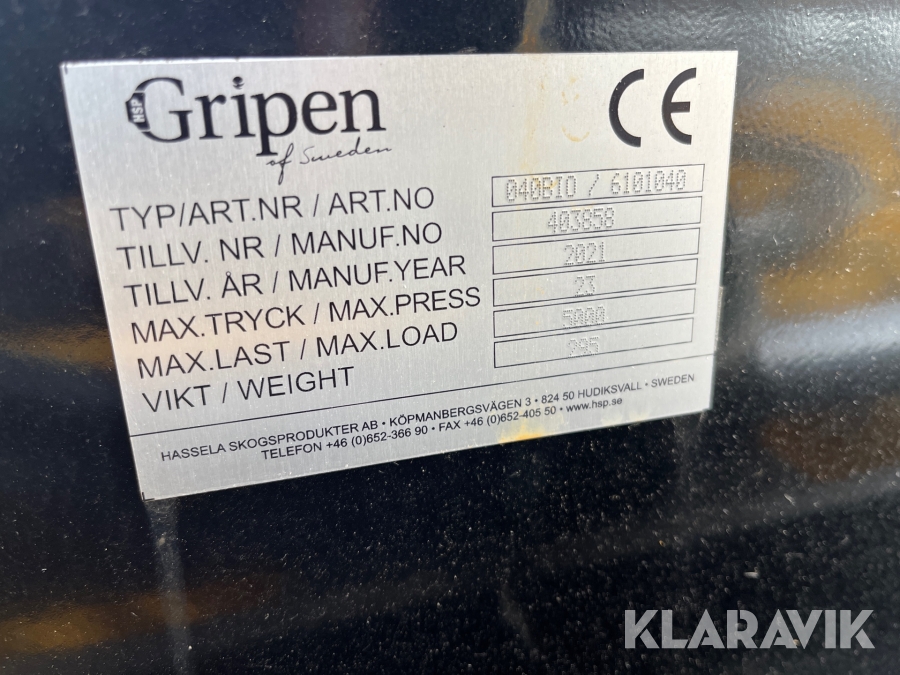 HSP Gripen
of Sweden
CE
TYP/ART.NR / ART.NO 040BIO / 6101040
TILLV. NR / MANUF.NO 403858
TILLV. ÅR / MANUF.YEAR 2021
MAX.TRYCK / MAX.PRESS 23
MAX.LAST / MAX.LOAD 5000
VIKT / WEIGHT 295
HASSELA SKOGSPRODUKTER AB • KÖPMANBERGSVÄGEN 3 • 824 50 HUDIKSVALL • SWEDEN
TELEFON +46 (0)652-366 90 • FAX +46 (0)652-405 50 • www.hsp.se
KLARAVIK